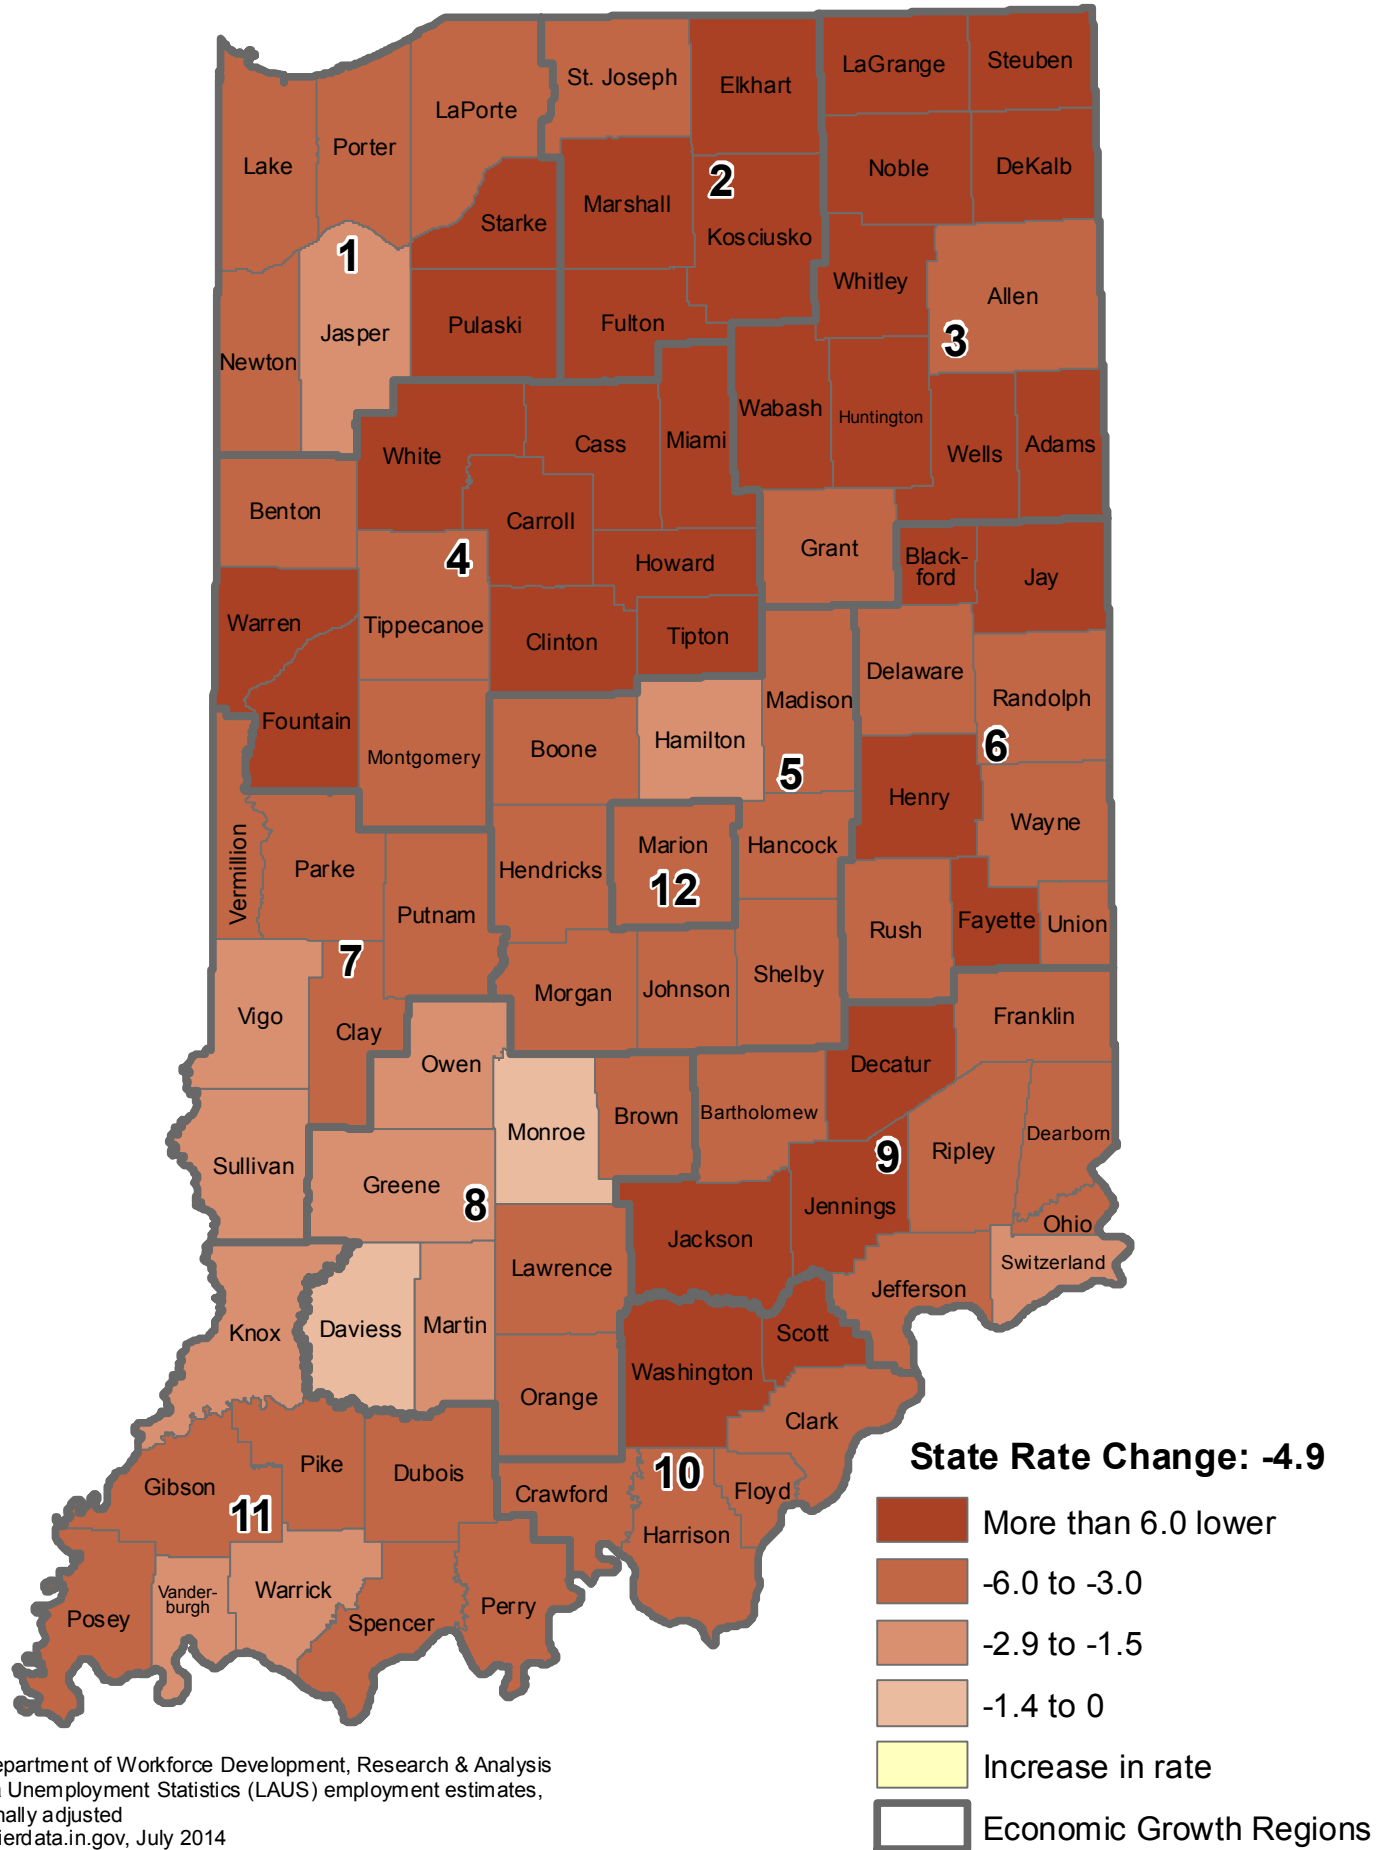 St. Joseph
Elkhart
LaGrange
Steuben
LaPorte
Porter
Lake
Noble
DeKalb
2
Marshall
Starke
Kosciusko
1
Whitley
Allen
Jasper
Pulaski
Fulton
3
Newton
Wabash
Huntington
Cass
Miami
Adams
White
Wells
Benton
Carroll
Grant
4
Howard
Black-
ford
Jay
Warren
Tippecanoe
Clinton
Tipton
Delaware
Madison
Randolph
Fountain
Hamilton
6
Boone
Montgomery
5
Henry
Wayne
Marion
Hancock
Vermillion
Parke
Hendricks
12
Putnam
Rush
Fayette
Union
7
Shelby
Morgan
Johnson
Vigo
Clay
Franklin
Owen
Decatur
Brown
Bartholomew
Monroe
Dearborn
9
Ripley
Sullivan
Greene
8
Jennings
Ohio
Jackson
Lawrence
Switzerland
Jefferson
Knox
Daviess
Martin
Scott
Washington
Orange
Clark
Pike
Dubois
10
Gibson
Crawford
Floyd
11
Harrison
Vander-
burgh
Warrick
Posey
Spencer
Perry
State Rate Change: -4.9
More than 6.0 lower
-6.0 to -3.0
-2.9 to -1.5
-1.4 to 0
Increase in rate
Economic Growth Regions
epartment of Workforce Development, Research & Analysis
a Unemployment Statistics (LAUS) employment estimates,
nally adjusted
ierdata.in.gov, July 2014